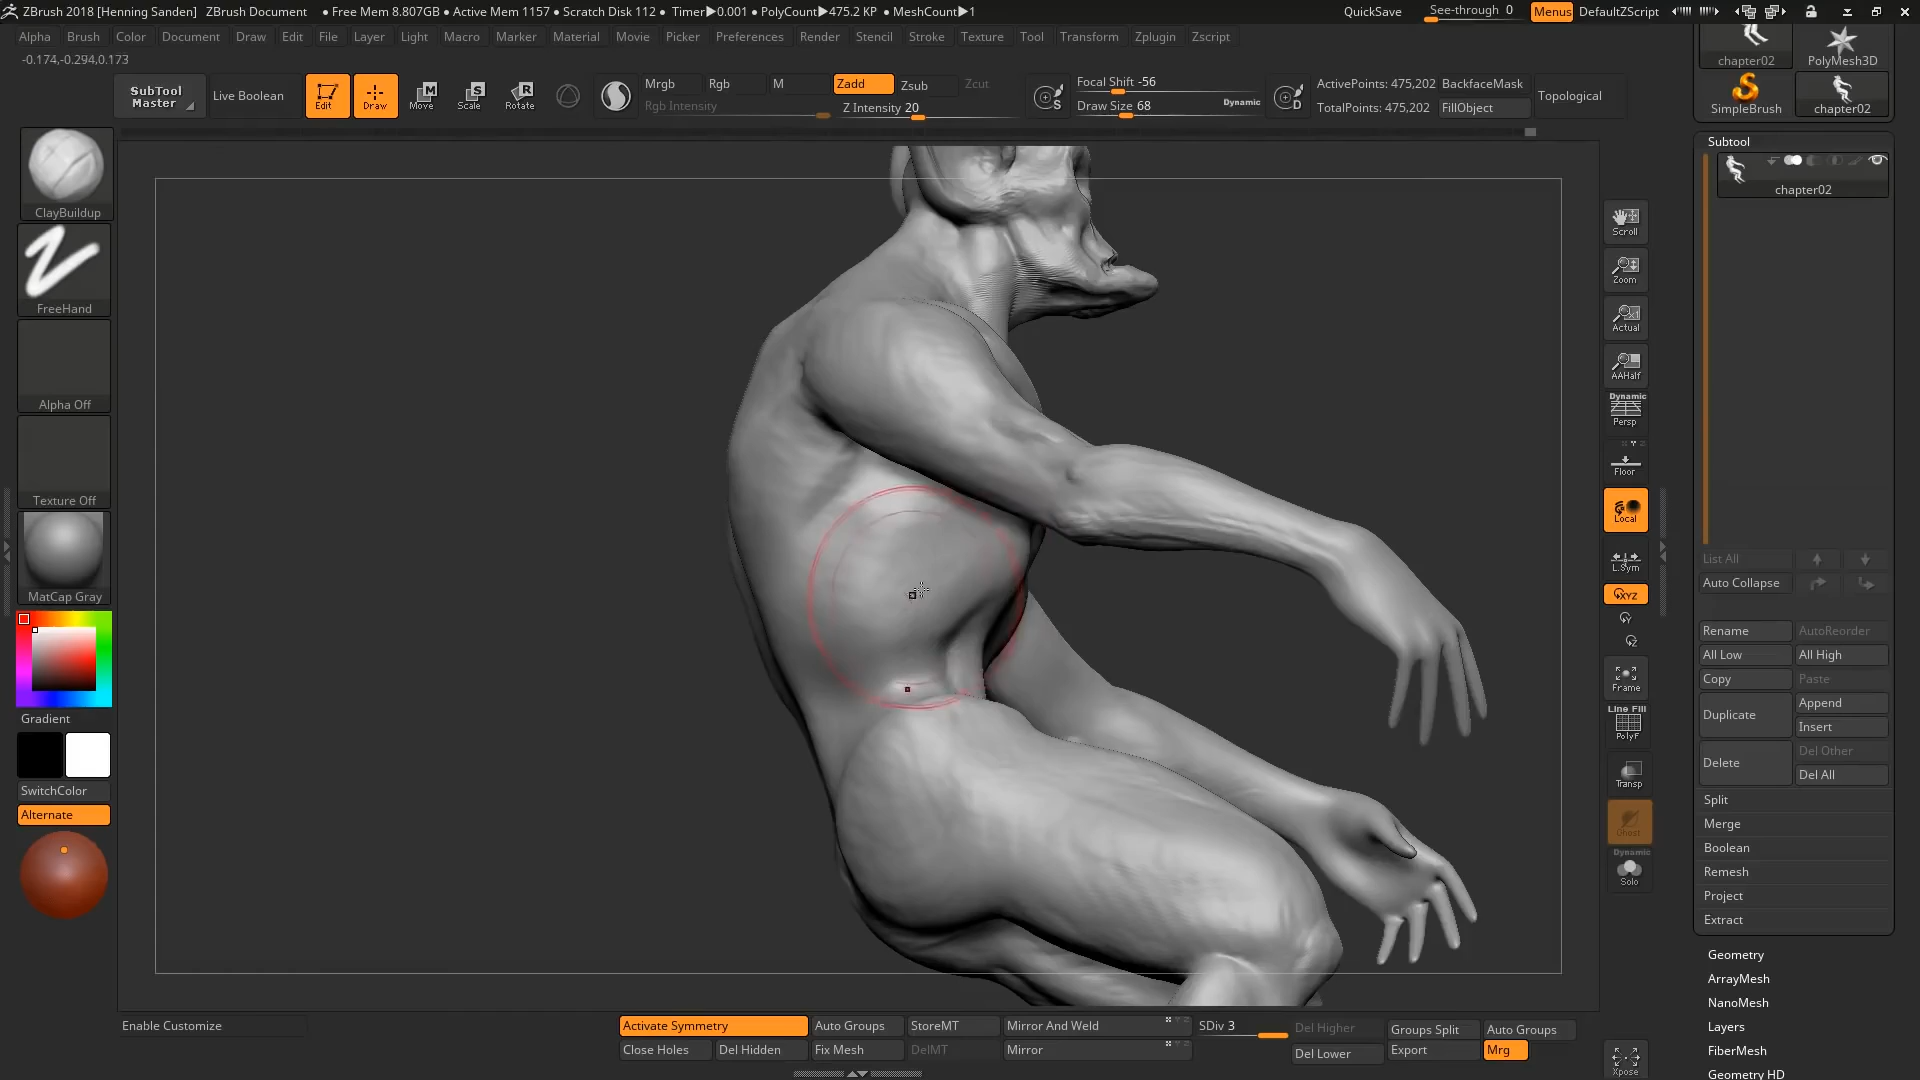 ZBrush 2018 [Henning Sanden] ZBrush Document • Free Mem 8.807GB • Active Mem 1157 • Scratch Disk 112 • Timer▶0.001 • PolyCount▶475.2 KP • MeshCount▶1 QuickSave See-through 0 Menus DefaultZScript
Alpha Brush Color Document Draw Edit File Layer Light Macro Marker Material Movie Picker Preferences Render Stencil Stroke Texture Tool Transform Zplugin Zscript
-0.174,-0.294,0.173
SubTool Master
Live Boolean
Edit
Draw
Move
Scale
Rotate
Mrgb Rgb M Zadd Zsub Zcut
Rgb Intensity Z Intensity 20
Focal Shift -56
Draw Size 68 Dynamic
S
D
ActivePoints: 475,202 BackfaceMask
TotalPoints: 475,202 FillObject
Topological
chapter02 PolyMesh3D
SimpleBrush chapter02
Subtool
chapter02
ClayBuildup
FreeHand
Alpha Off
Texture Off
MatCap Gray
Gradient
SwitchColor
Alternate
Scroll
Zoom
Actual
AAHalf
Dynamic
Persp
Floor
Local
L.Sym
XYZ
Frame
Line Fill
PolyF
Transp
Ghost
Dynamic
Solo
Xpose
List All
Auto Collapse
Rename AutoReorder
All Low All High
Copy Paste
Duplicate Append
Insert
Delete Del Other
Del All
Split
Merge
Boolean
Remesh
Project
Extract
Geometry
ArrayMesh
NanoMesh
Layers
FiberMesh
Geometry HD
Enable Customize
Activate Symmetry Auto Groups StoreMT Mirror And Weld SDiv 3 Del Higher Groups Split Auto Groups
Close Holes Del Hidden Fix Mesh DelMT Mirror Del Lower Export Mrg